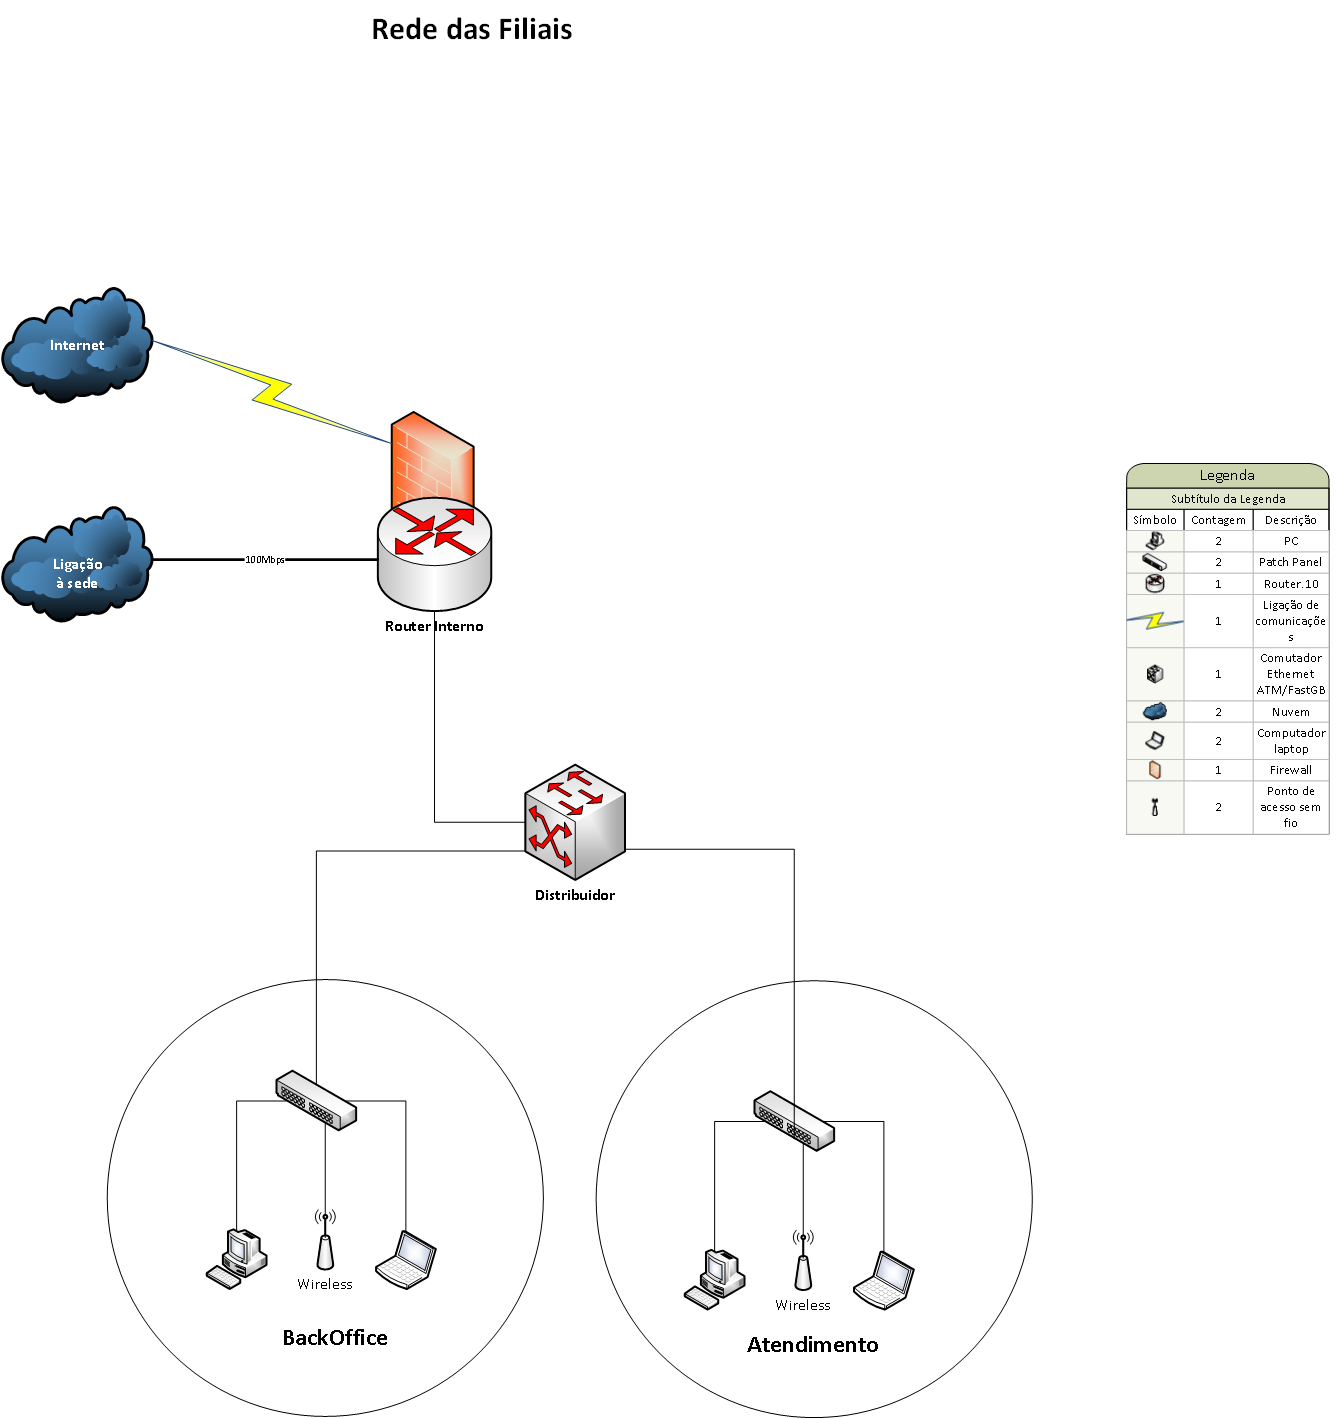 Rede das Filiais
Internet
Ligação
à sede
100Mbps
Router Interno
Distribuidor
Wireless
BackOffice
Wireless
Atendimento
Legenda
Subtítulo da Legenda
Símbolo Contagem Descrição
2 PC
2 Patch Panel
1 Router.10
Ligação de
1 comunicaçõe
s
Comutador
1 Ethernet
ATM/FastGB
2 Nuvem
Computador
2 laptop
1 Firewall
Ponto de
2 acesso sem
fio